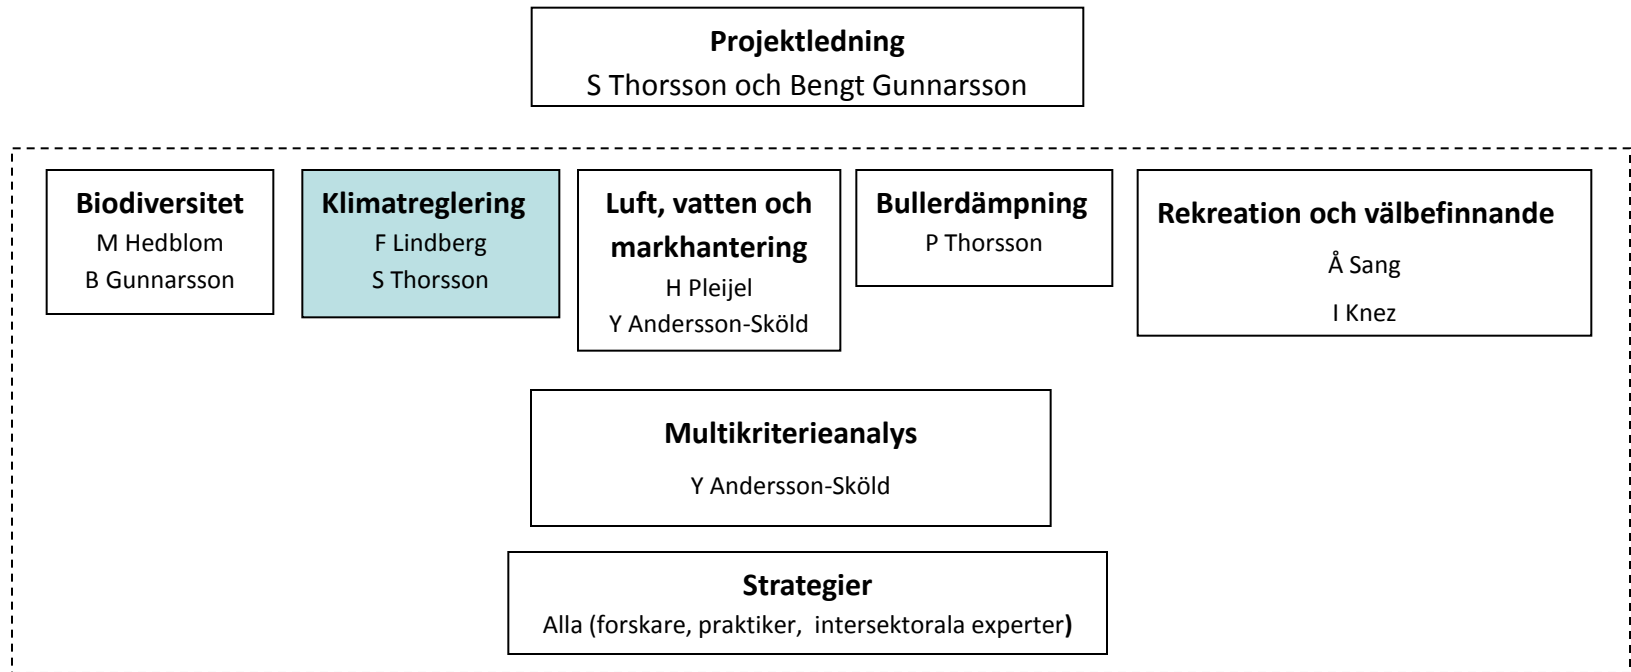 Projektledning
S Thorsson och Bengt Gunnarsson
Biodiversitet
M Hedblom
B Gunnarsson
Klimatreglering
F Lindberg
S Thorsson
Luft, vatten och
markhantering
H Pleijel
Y Andersson-Sköld
Bullerdämpning
P Thorsson
Rekreation och välbefinnande
Å Sang
I Knez
Multikriterieanalys
Y Andersson-Sköld
Strategier
Alla (forskare, praktiker, intersektorala experter)